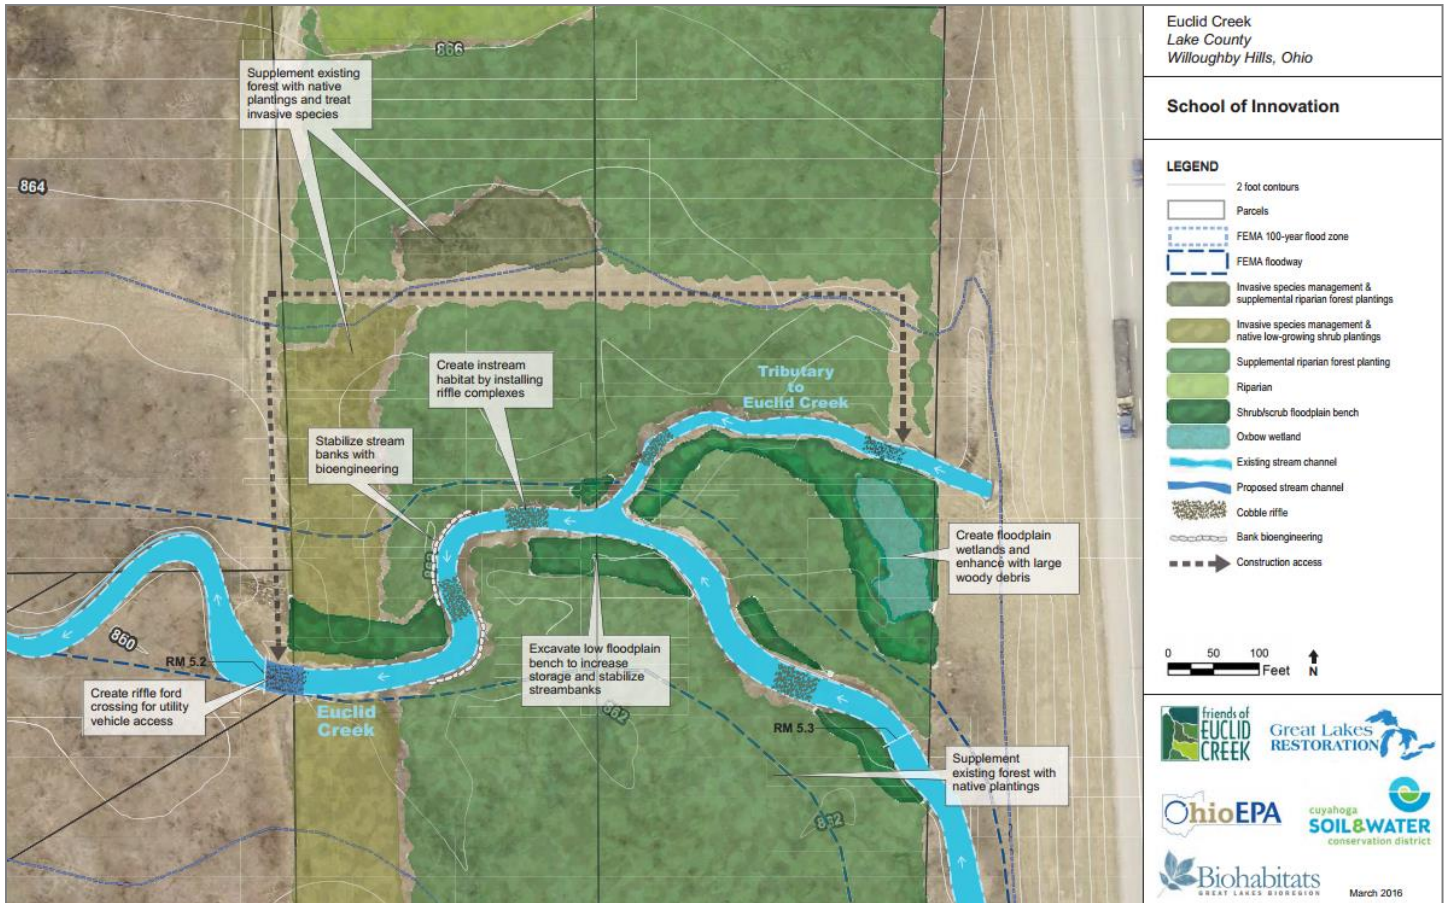 Euclid Creek
Lake County
Willoughby Hills, Ohio
School of Innovation
LEGEND
2 foot contours
Parcels
FEMA 100-year flood zone
FEMA floodway
Invasive species management &
supplemental riparian forest plantings
Invasive species management &
native low-growing shrub plantings
Supplemental riparian forest planting
Riparian
Shrub/scrub floodplain bench
Oxbow wetland
Existing stream channel
Proposed stream channel
Cobble riffle
Bank bioengineering
Construction access
0 50 100
Feet
N
friends of
EUCLID
CREEK
Great Lakes
RESTORATION
OhioEPA
cuyahoga
SOIL&WATER
conservation district
Biohabitats
GREAT LAKES BIOREGION
March 2016
866
Supplement existing
forest with native
plantings and treat
invasive species
864
Create instream
habitat by installing
riffle complexes
Tributary
to
Euclid Creek
Stabilize stream
banks with
bioengineering
Create floodplain
wetlands and
enhance with large
woody debris
860
RM 5.2
Excavate low floodplain
bench to increase
storage and stabilize
streambanks
Create riffle ford
crossing for utility
vehicle access
Euclid
Creek
862
RM 5.3
Supplement
existing forest with
native plantings
862